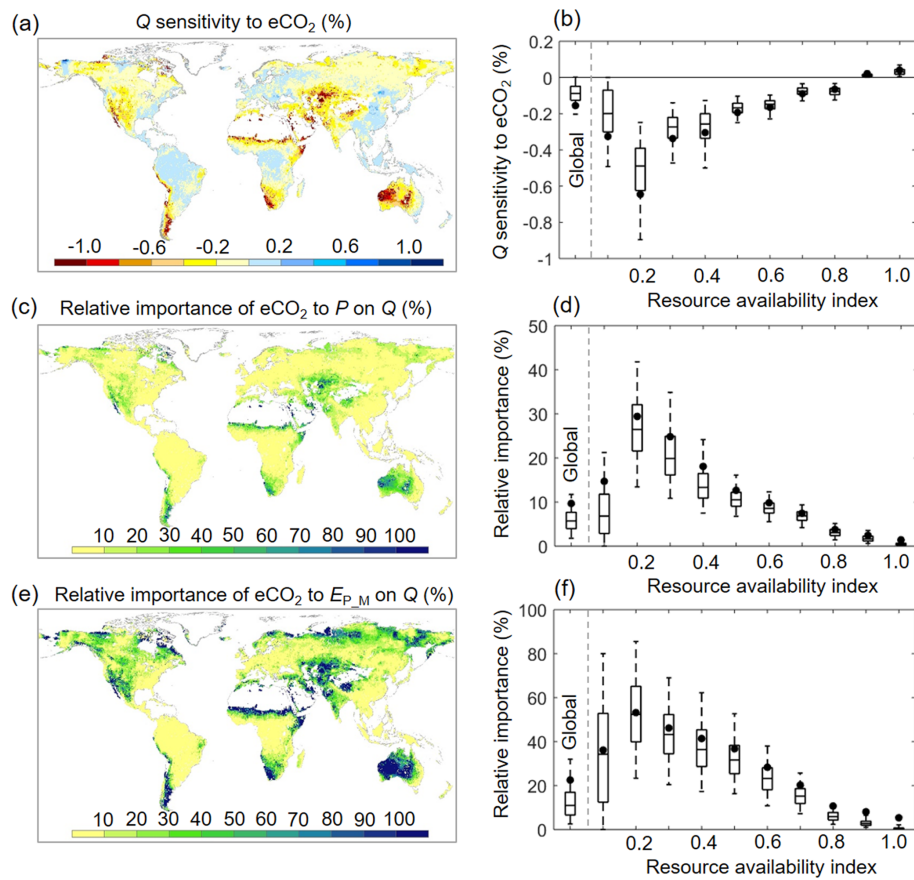 (a)
Q sensitivity to eCO2 (%)
-1.0 -0.6 -0.2 0.2 0.6 1.0
(b)
Q sensitivity to eCO2 (%)
0.2
0
-0.2
-0.4
-0.6
-0.8
-1
Global
0.2 0.4 0.6 0.8 1.0
Resource availability index
(c)
Relative importance of eCO2 to P on Q (%)
10 20 30 40 50 60 70 80 90 100
(d)
Relative importance (%)
50
40
30
20
10
0
Global
0.2 0.4 0.6 0.8 1.0
Resource availability index
(e)
Relative importance of eCO2 to EP_M on Q (%)
10 20 30 40 50 60 70 80 90 100
(f)
Relative importance (%)
100
80
60
40
20
0
Global
0.2 0.4 0.6 0.8 1.0
Resource availability index